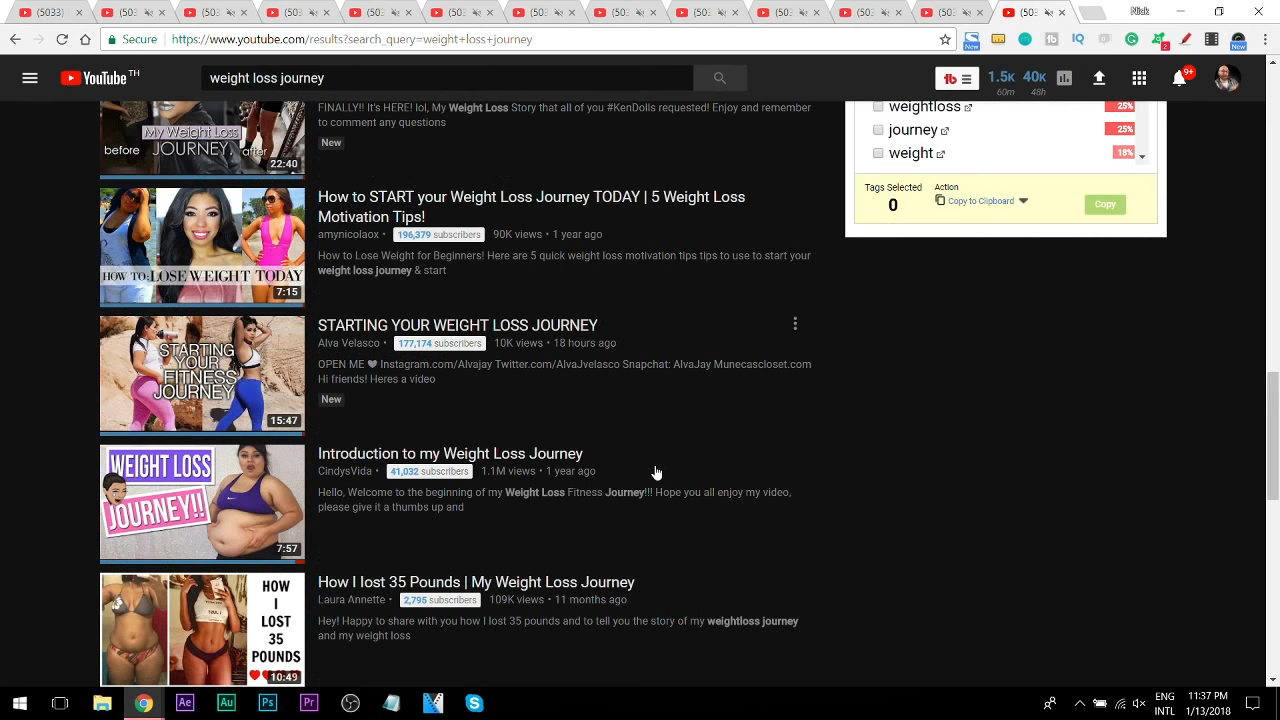 (5033)
Nick
Secure
https://www.youtube.com/results?search_query=weight+loss+journey
New
2
New
YouTube TH
weight loss journey
tb
1.5K 40K
60m 48h
9+
FINALLY!! It's HERE! lol, My Weight Loss Story that all of you #KenDolls requested! Enjoy and remember
to comment any questions
New
My Weight Loss
before JOURNEY. after
22:40
weightloss 25%
journey 25%
weight 18%
Tags Selected
0
Action
Copy to Clipboard
Copy
HOW TO: LOSE WEIGHT TODAY
7:15
How to START your Weight Loss Journey TODAY | 5 Weight Loss
Motivation Tips!
amynicolaox • 196,379 subscribers 90K views • 1 year ago
How to Lose Weight for Beginners! Here are 5 quick weight loss motivation tips tips to use to start your
weight loss journey & start
STARTING
YOUR
FITNESS
JOURNEY
15:47
STARTING YOUR WEIGHT LOSS JOURNEY
Alva Velasco • 177,174 subscribers 10K views • 18 hours ago
OPEN ME ♥ Instagram.com/Alvajay Twitter.com/AlvaJvelasco Snapchat: AlvaJay Munecascloset.com
Hi friends! Heres a video
New
WEIGHT LOSS
JOURNEY!!
7:57
Introduction to my Weight Loss Journey
CindysVida • 41,032 subscribers 1.1M views • 1 year ago
Hello, Welcome to the beginning of my Weight Loss Fitness Journey!!! Hope you all enjoy my video,
please give it a thumbs up and
HOW
I
LOST
35
POUNDS
10:49
How I lost 35 Pounds | My Weight Loss Journey
Laura Annette • 2,795 subscribers 109K views • 11 months ago
Hey! Happy to share with you how I lost 35 pounds and to tell you the story of my weightloss journey
and my weight loss
Ae
Au
Ps
Pr
ENG
INTL
11:37 PM
1/13/2018